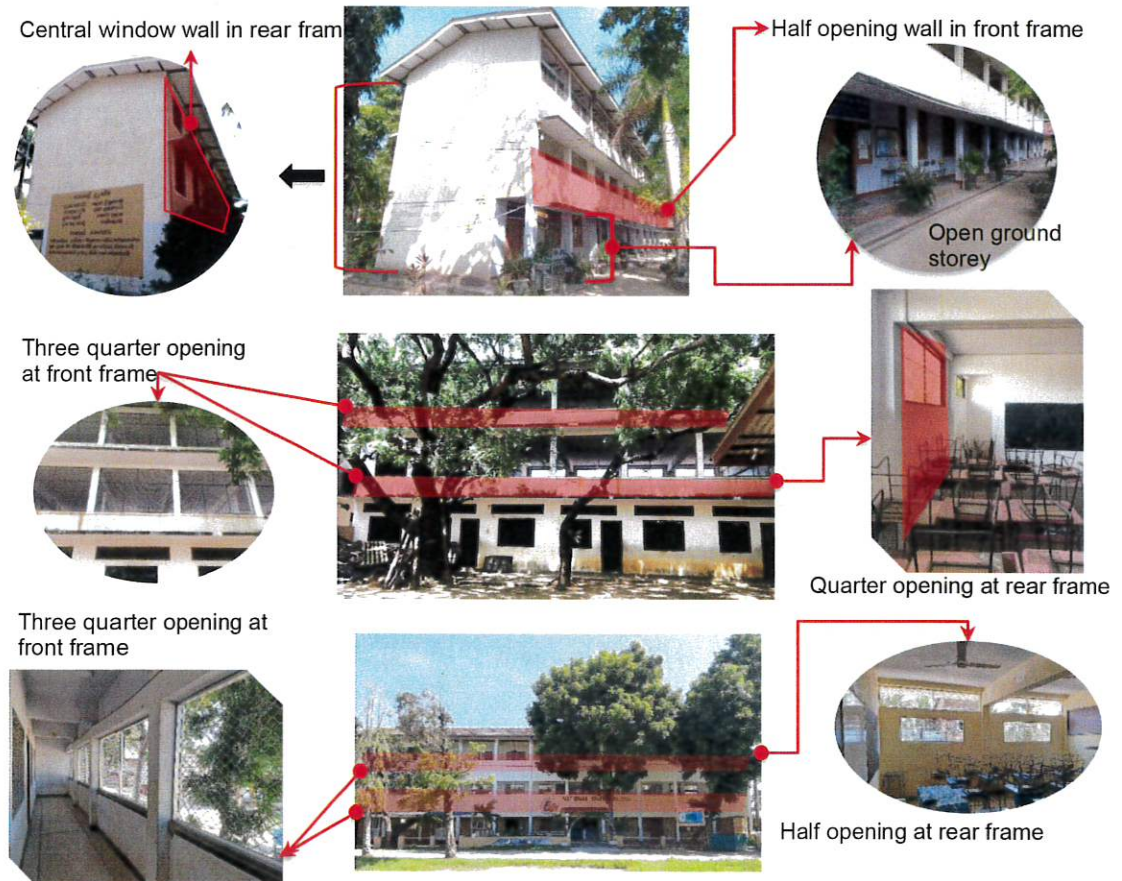 Central window wall in rear fram
Half opening wall in front frame
Open ground
storey
Three quarter opening
at front frame
Quarter opening at rear frame
Three quarter opening at
front frame
Half opening at rear frame